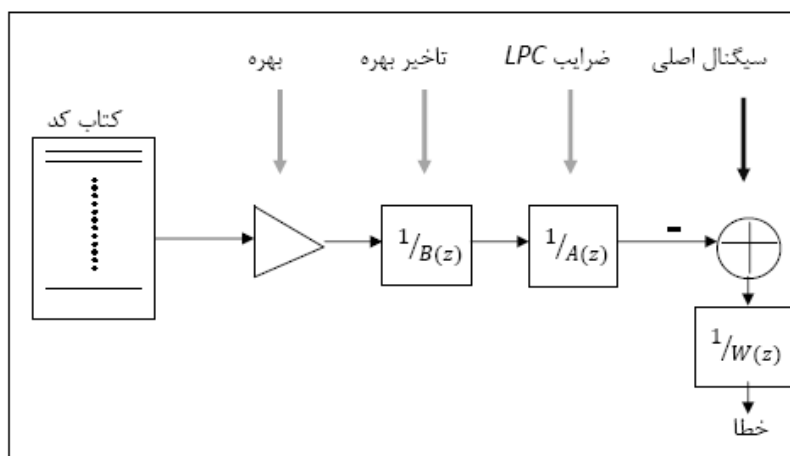 سیگنال اصلی
ضرایب LPC
تاخیر بهره
بهره
کتاب کد
1/B(z)
1/A(z)
-
1/W(z)
خطا